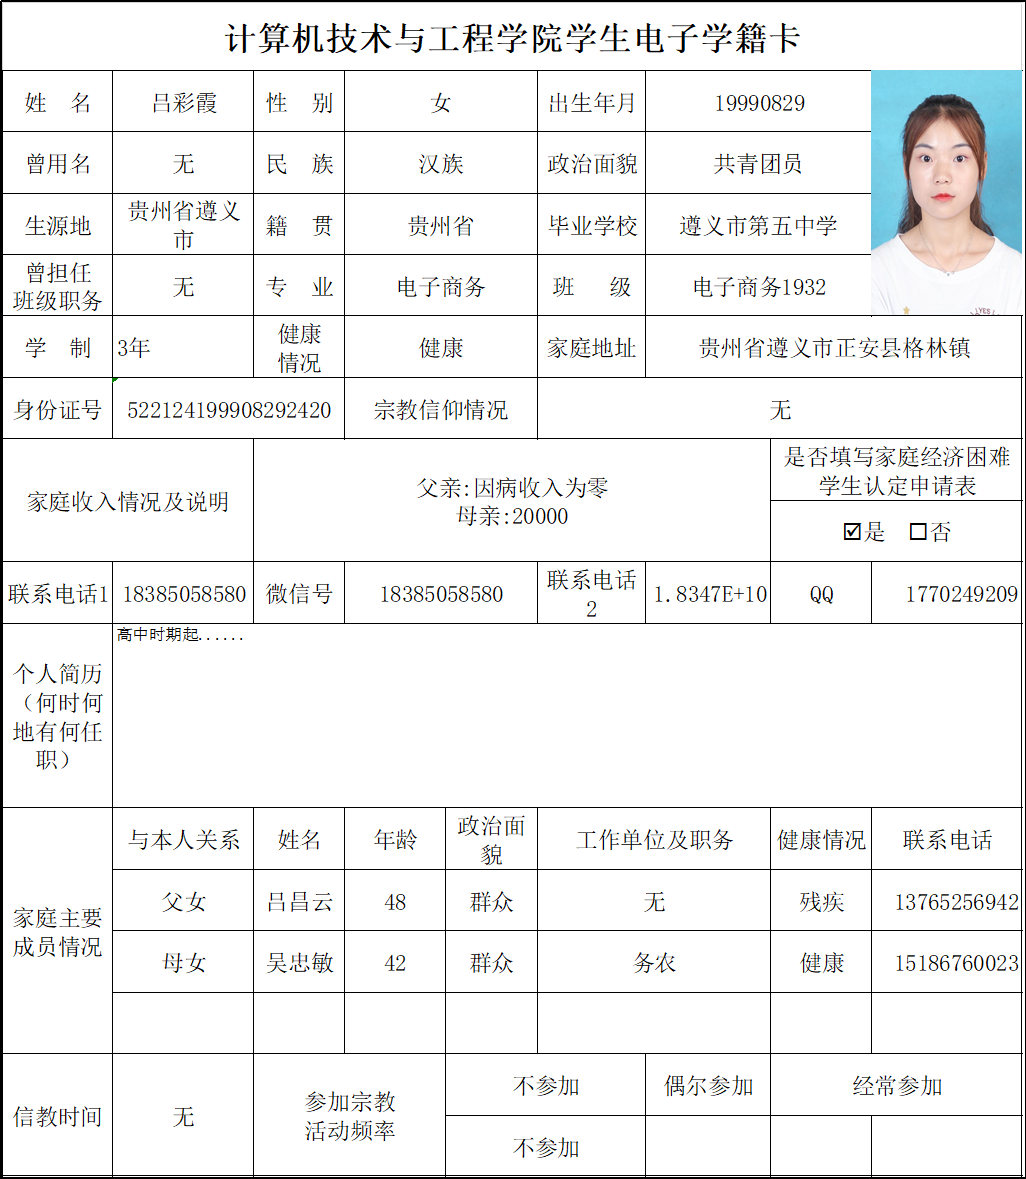 计算机技术与工程学院学生电子学籍卡
姓 名 吕彩霞 性 别 女 出生年月 19990829
曾用名 无 民 族 汉族 政治面貌 共青团员
生源地 贵州省遵义市 籍 贯 贵州省 毕业学校 遵义市第五中学
曾担任班级职务 无 专 业 电子商务 班 级 电子商务1932
学 制 3年 健康情况 健康 家庭地址 贵州省遵义市正安县格林镇
身份证号 522124199908292420 宗教信仰情况 无
家庭收入情况及说明
父亲:因病收入为零
母亲:20000
是否填写家庭经济困难
学生认定申请表
☑是 □否
联系电话1 18385058580 微信号 18385058580 联系电话2 1.8347E+10 QQ 1770249209
个人简历
（何时何
地有何任
职）
高中时期起......
家庭主要
成员情况
与本人关系 姓名 年龄 政治面貌 工作单位及职务 健康情况 联系电话
父女 吕昌云 48 群众 无 残疾 13765256942
母女 吴忠敏 42 群众 务农 健康 15186760023
信教时间 无 参加宗教
活动频率
不参加 偶尔参加 经常参加
不参加